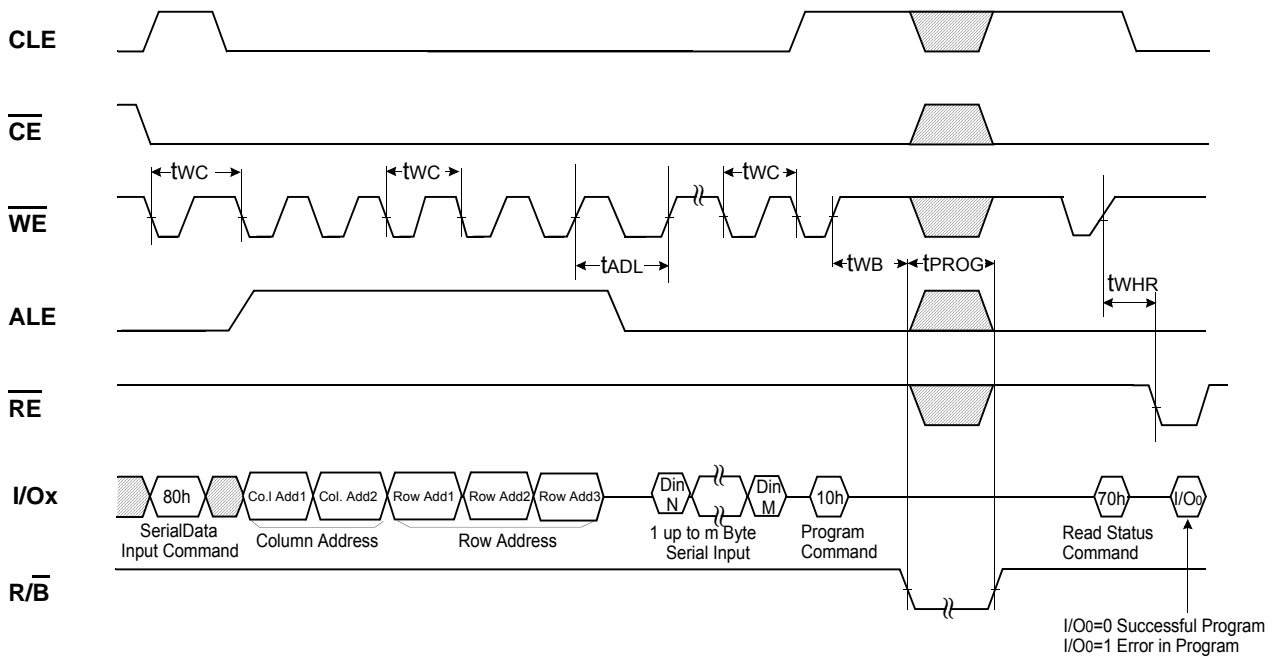 CLE
CE
tWC
tWC
tWC
WE
tADL
tWB
tPROG
tWHR
ALE
RE
I/Ox
80h
Co.l Add1
Col. Add2
Row Add1
Row Add2
Row Add3
Din
N
Din
M
10h
70h
I/O0
SerialData
Input Command
Column Address
Row Address
1 up to m Byte
Serial Input
Program
Command
Read Status
Command
R/B
I/O0=0 Successful Program
I/O0=1 Error in Program